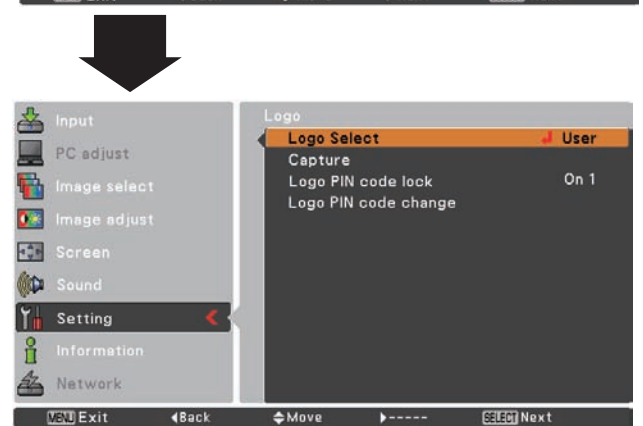 Input
PC adjust
Image select
Image adjust
Screen
Sound
Setting
Information
Network
Logo
Logo Select User
Capture
Logo PIN code lock On 1
Logo PIN code change
MENU Exit Back Move ----- SELECT Next